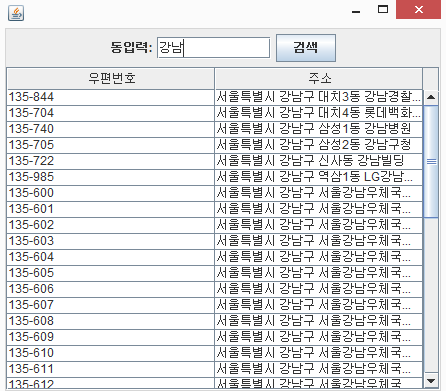 동입력: 강남 검색
우편번호 주소
135-844 서울특별시 강남구 대치3동 강남경찰...
135-704 서울특별시 강남구 대치4동 롯데백화...
135-740 서울특별시 강남구 삼성1동 강남병원
135-705 서울특별시 강남구 삼성2동 강남구청
135-722 서울특별시 강남구 신사동 강남빌딩
135-985 서울특별시 강남구 역삼1동 LG강남...
135-600 서울특별시 강남구 서울강남우체국...
135-601 서울특별시 강남구 서울강남우체국...
135-602 서울특별시 강남구 서울강남우체국...
135-603 서울특별시 강남구 서울강남우체국...
135-604 서울특별시 강남구 서울강남우체국...
135-605 서울특별시 강남구 서울강남우체국...
135-606 서울특별시 강남구 서울강남우체국...
135-607 서울특별시 강남구 서울강남우체국...
135-608 서울특별시 강남구 서울강남우체국...
135-609 서울특별시 강남구 서울강남우체국...
135-610 서울특별시 강남구 서울강남우체국...
135-611 서울특별시 강남구 서울강남우체국...
135-612 서울특별시 강남구 서울강남우체국...